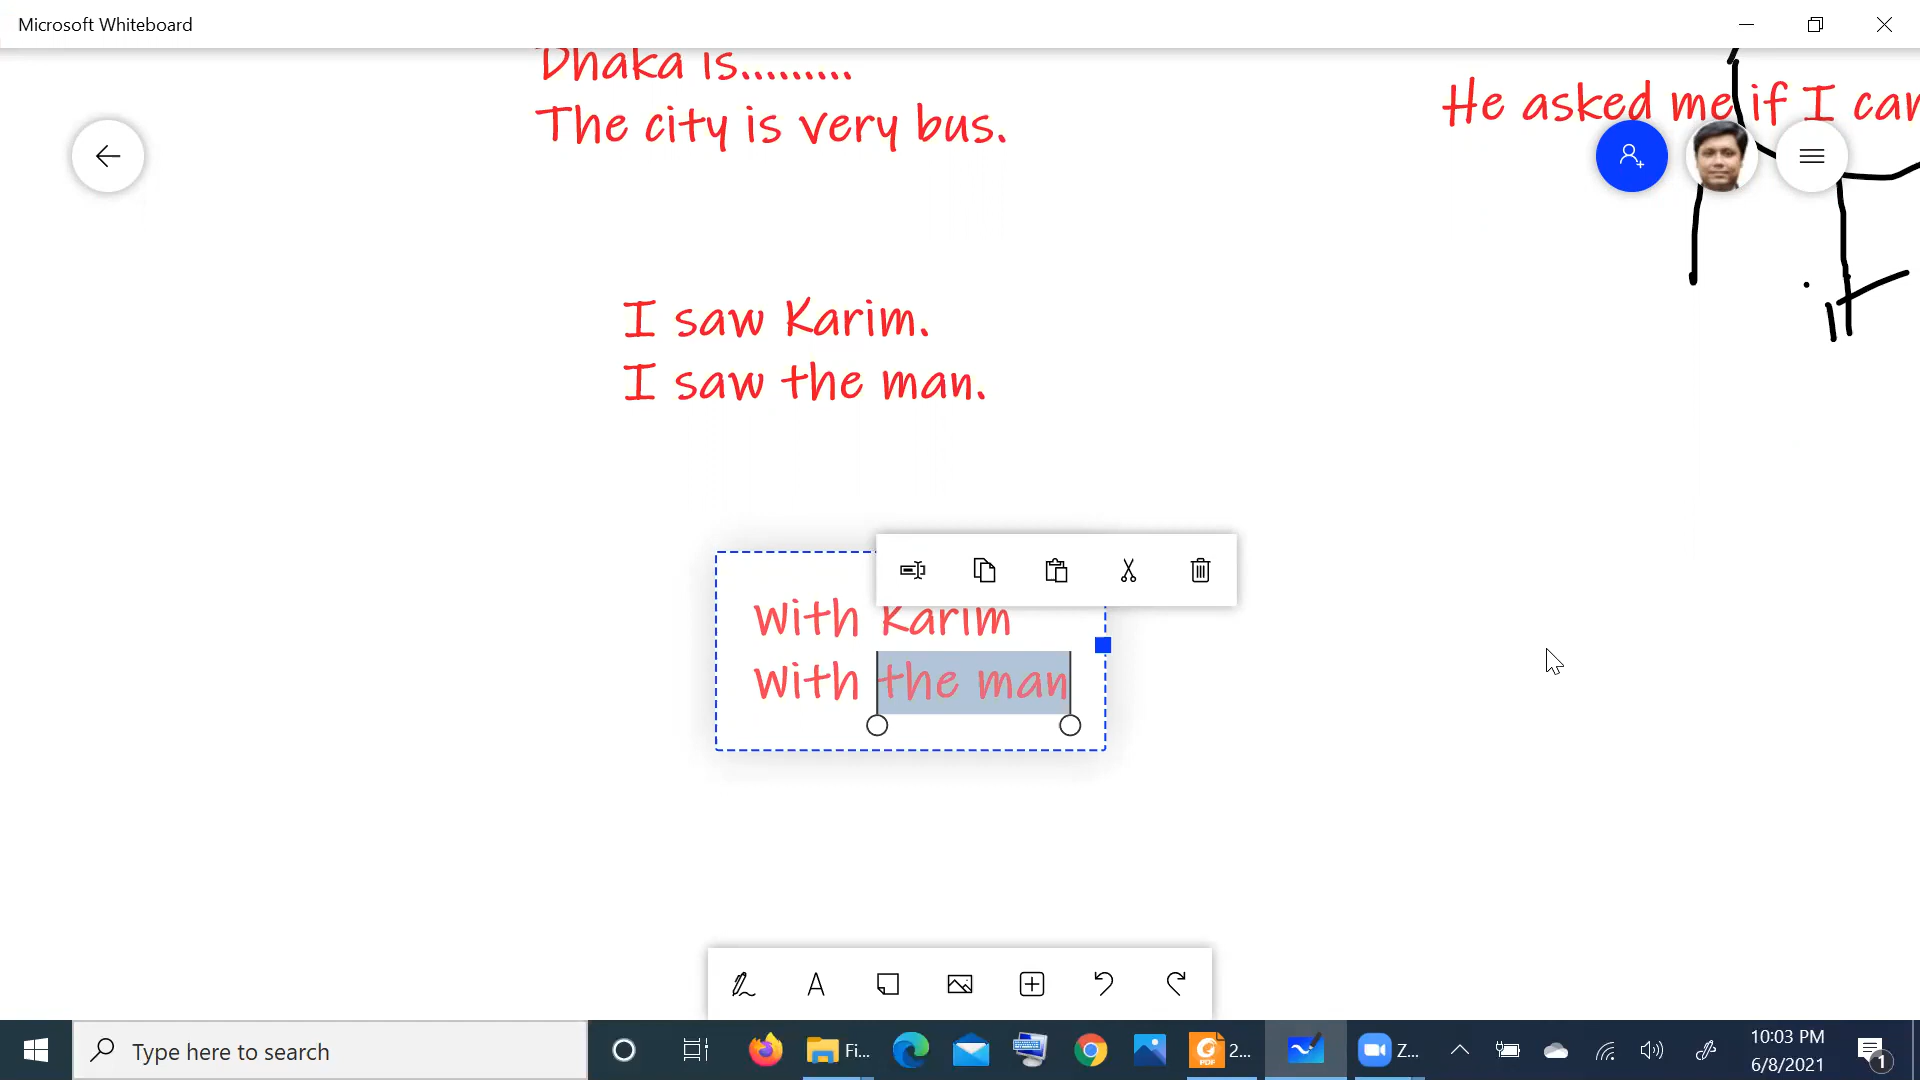 Microsoft Whiteboard
Dhaka is.........
The city is very bus.
He asked me if I can
I saw Karim.
I saw the man.
with Karim
with the man
Type here to search
Fi...
2...
Z...
10:03 PM
6/8/2021
1